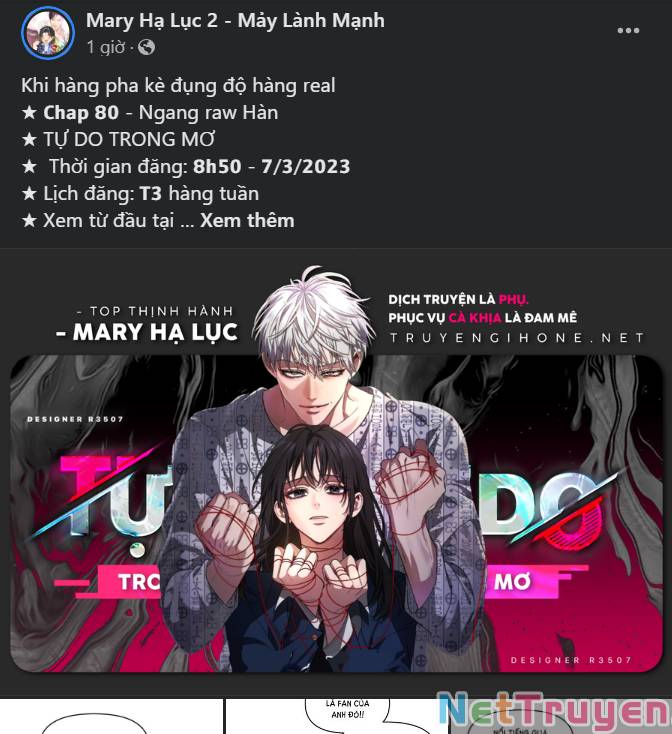 Mary Hạ Lục 2 - Mảy Lành Mạnh
1 giờ ·
Khi hàng pha kè đụng độ hàng real
★ Chap 80 - Ngang raw Hàn
★ TỰ DO TRONG MƠ
★ Thời gian đăng: 8h50 - 7/3/2023
★ Lịch đăng: T3 hàng tuần
★ Xem từ đầu tại ... Xem thêm
- TOP THỊNH HÀNH
- MARY HẠ LỤC
DỊCH TRUYỆN LÀ PHỤ.
PHỤC VỤ CÀ KHỊA LÀ ĐAM MÊ
TRUYENGIHONE.NET
DESIGNER R3507
TỰ DO
TRO MƠ
DESIGNER R3507
LÀ FAN CỦA
ANH ĐÓ!!
NỔI TIẾNG QUA
NetTruyen